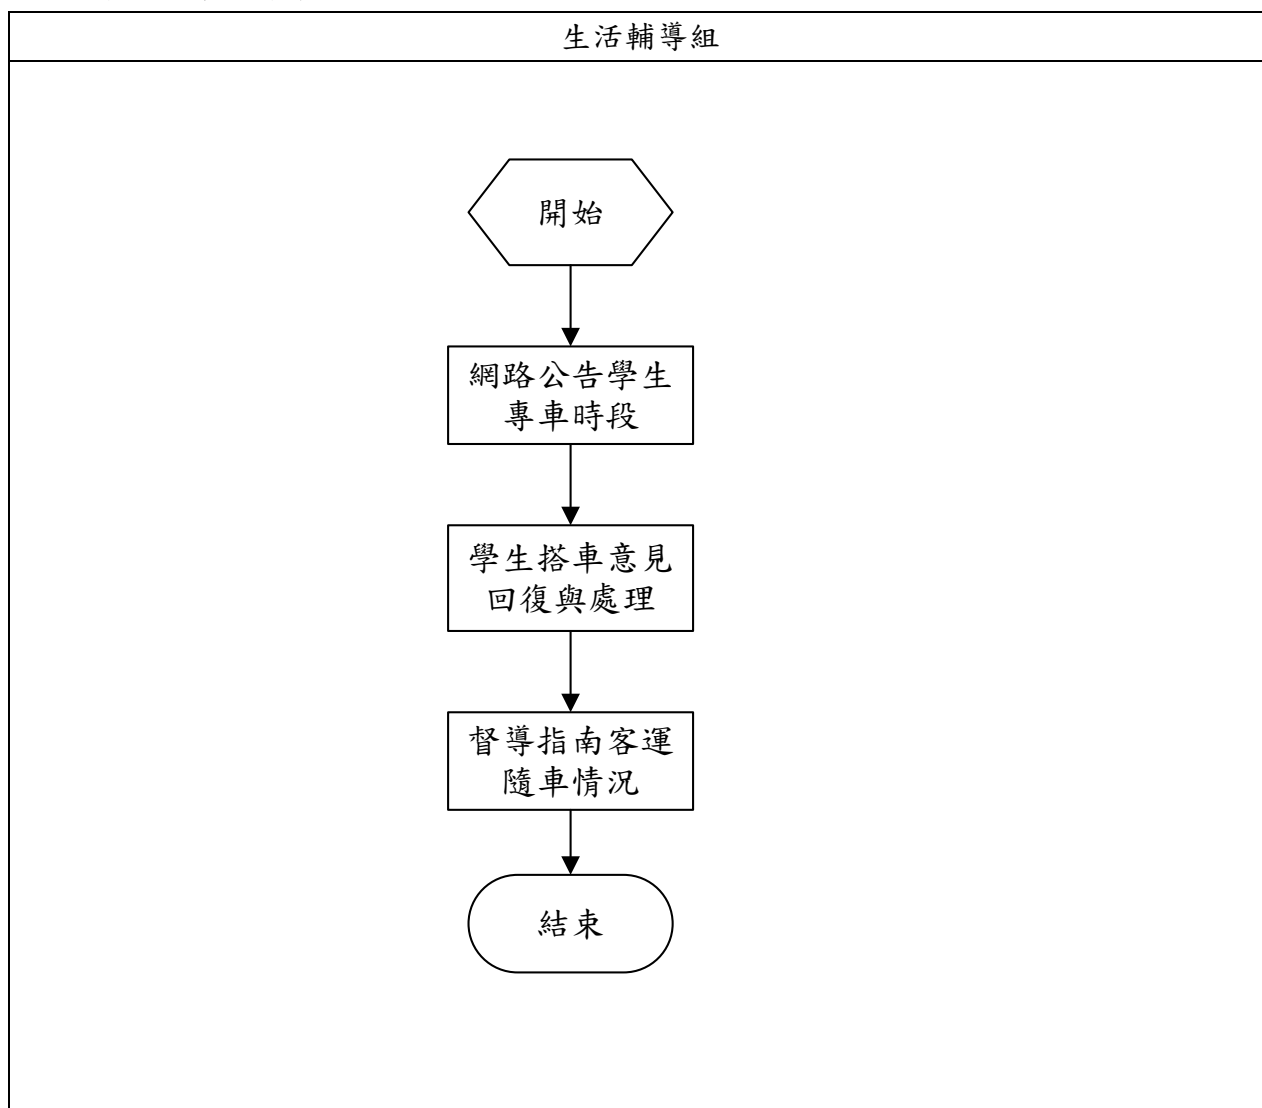 生活輔導組
開始
網路公告學生
專車時段
學生搭車意見
回復與處理
督導指南客運
隨車情況
結束